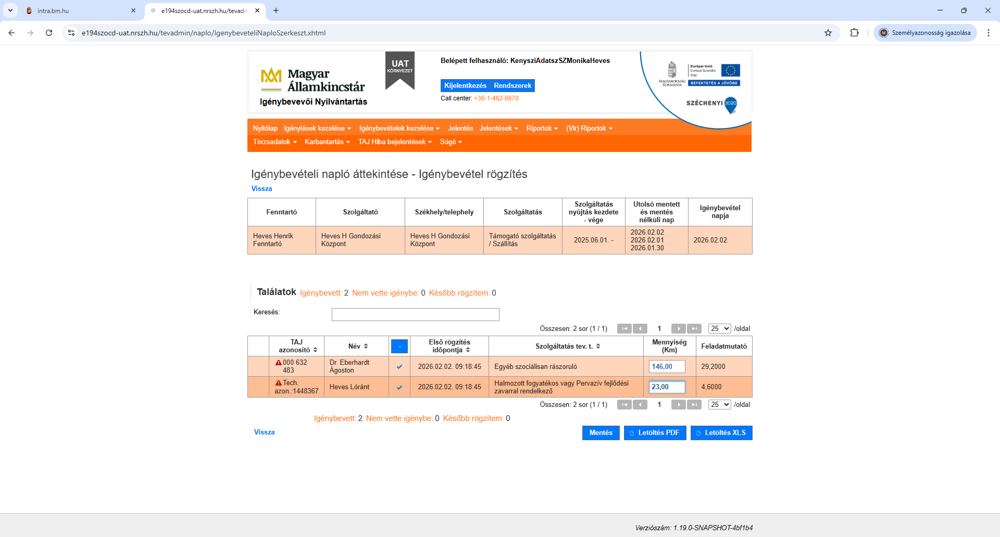 intra.bm.hu
e194szocd-uat.nrszh.hu/tevadm
e194szocd-uat.nrszh.hu/tevadmin/naplo/IgenybeveteliNaploSzerkeszt.xhtml
M
Személyazonosság igazolása
Magyar
Államkincstár
Igénybevevői Nyilvántartás
UAT
KÖRNYEZET
Belépett felhasználó: KenysziAdatszSZMonikaHeves
Kijelentkezés
Rendszerek
Call center: +36-1-462-6670
Magyarország
Kormánya
Európai Unió
Európai Szociális
Alap
BEFEKTETÉS A JÖVŐBE
SZÉCHENYI 2020
Nyitólap Igénylések kezelése Igénybevételek kezelése Jelentés Jelentések Riportok (Vir) Riportok
Törzsadatok Karbantartás TAJ Hiba bejelentések Súgó
Igénybevételi napló áttekintése - Igénybevétel rögzítés
Vissza
Fenntartó
Szolgáltató
Székhely/telephely
Szolgáltatás
Szolgáltatás
nyújtás kezdete
- vége
Utolsó mentett
és mentés
nélküli nap
Igénybevétel
napja
Heves Henrik
Fenntartó
Heves H Gondozási
Központ
Heves H Gondozási
Központ
Támogató szolgáltatás
/ Szállítás
2025.06.01. -
2026.02.02
2026.02.01
2026.01.30
2026.02.02.
Találatok Igénybevett: 2 Nem vette igénybe: 0 Később rögzítem: 0
Keresés:
Összesen: 2 sor (1 / 1) 1 25 /oldal
TAJ
azonosító
Név
-
Első rögzítés
időpontja
Szolgáltatás tev. t.
Mennyiség
(Km)
Feladatmutató
000 632
483
Dr. Eberhardt
Ágoston
2026.02.02. 09:18:45
Egyéb szociálisan rászoruló
146,00
29,2000
Tech.
azon.:1448367
Heves Lóránt
2026.02.02. 09:18:45
Halmozott fogyatékos vagy Pervazív fejlődési
zavarral rendelkező
23,00
4,6000
Összesen: 2 sor (1 / 1) 1 25 /oldal
Igénybevett: 2 Nem vette igénybe: 0 Később rögzítem: 0
Vissza
Mentés
Letöltés PDF
Letöltés XLS
Verziószám: 1.19.0-SNAPSHOT-4bf1b4